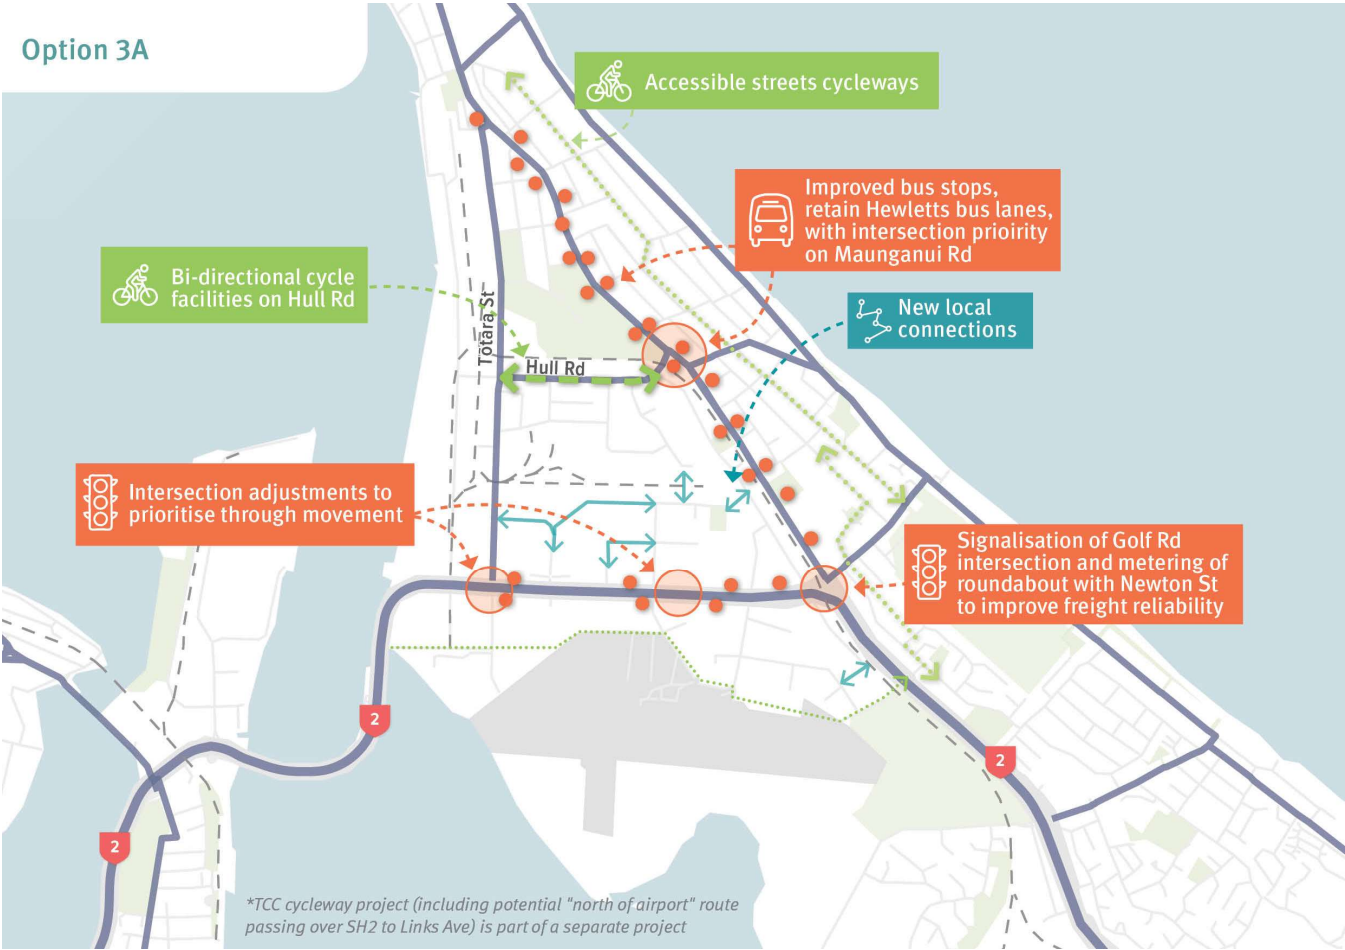 Option 3A
Accessible streets cycleways
Improved bus stops,
retain Hewletts bus lanes,
with intersection prioirity
on Maunganui Rd
Bi-directional cycle
facilities on Hull Rd
New local
connections
Totara St
Hull Rd
Intersection adjustments to
prioritise through movement
Signalisation of Golf Rd
intersection and metering of
roundabout with Newton St
to improve freight reliability
2
2
2
*TCC cycleway project (including potential "north of airport" route
passing over SH2 to Links Ave) is part of a separate project